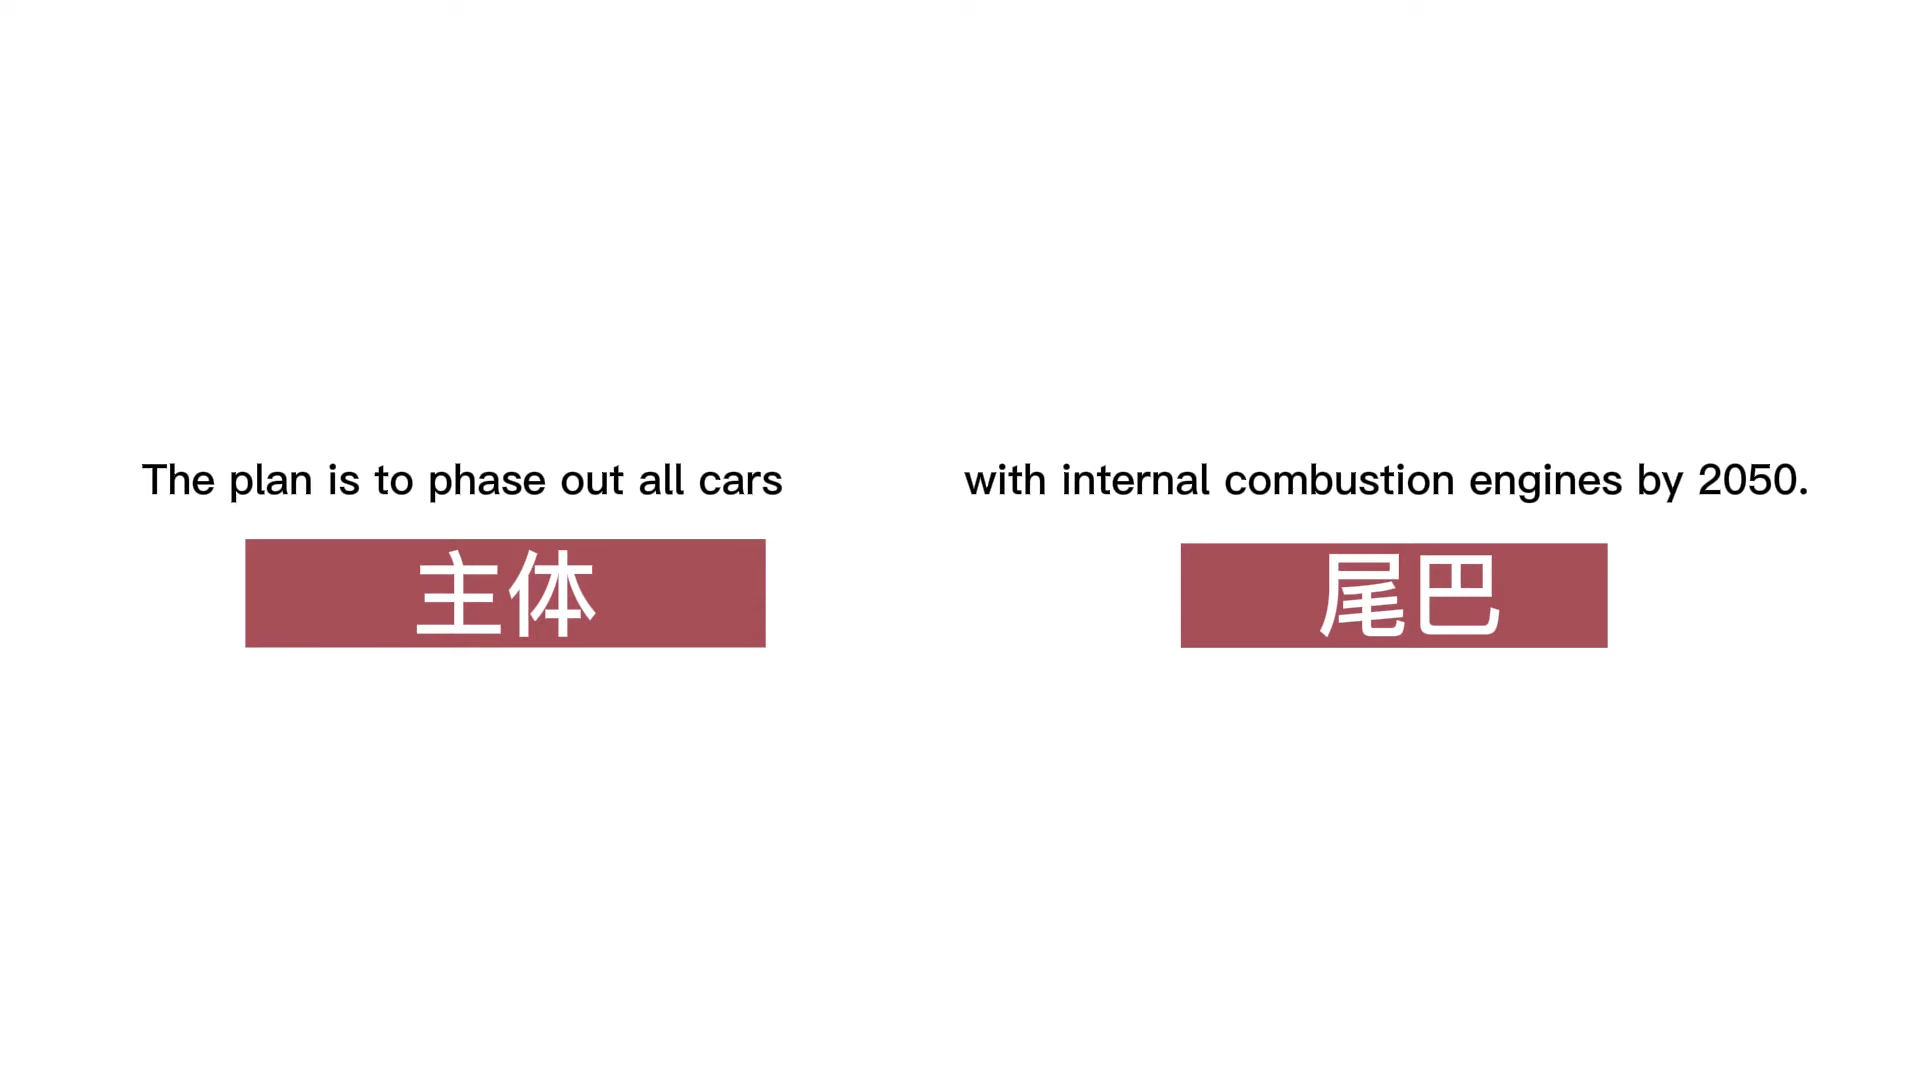 The plan is to phase out all cars
with internal combustion engines by 2050.
主体
尾巴